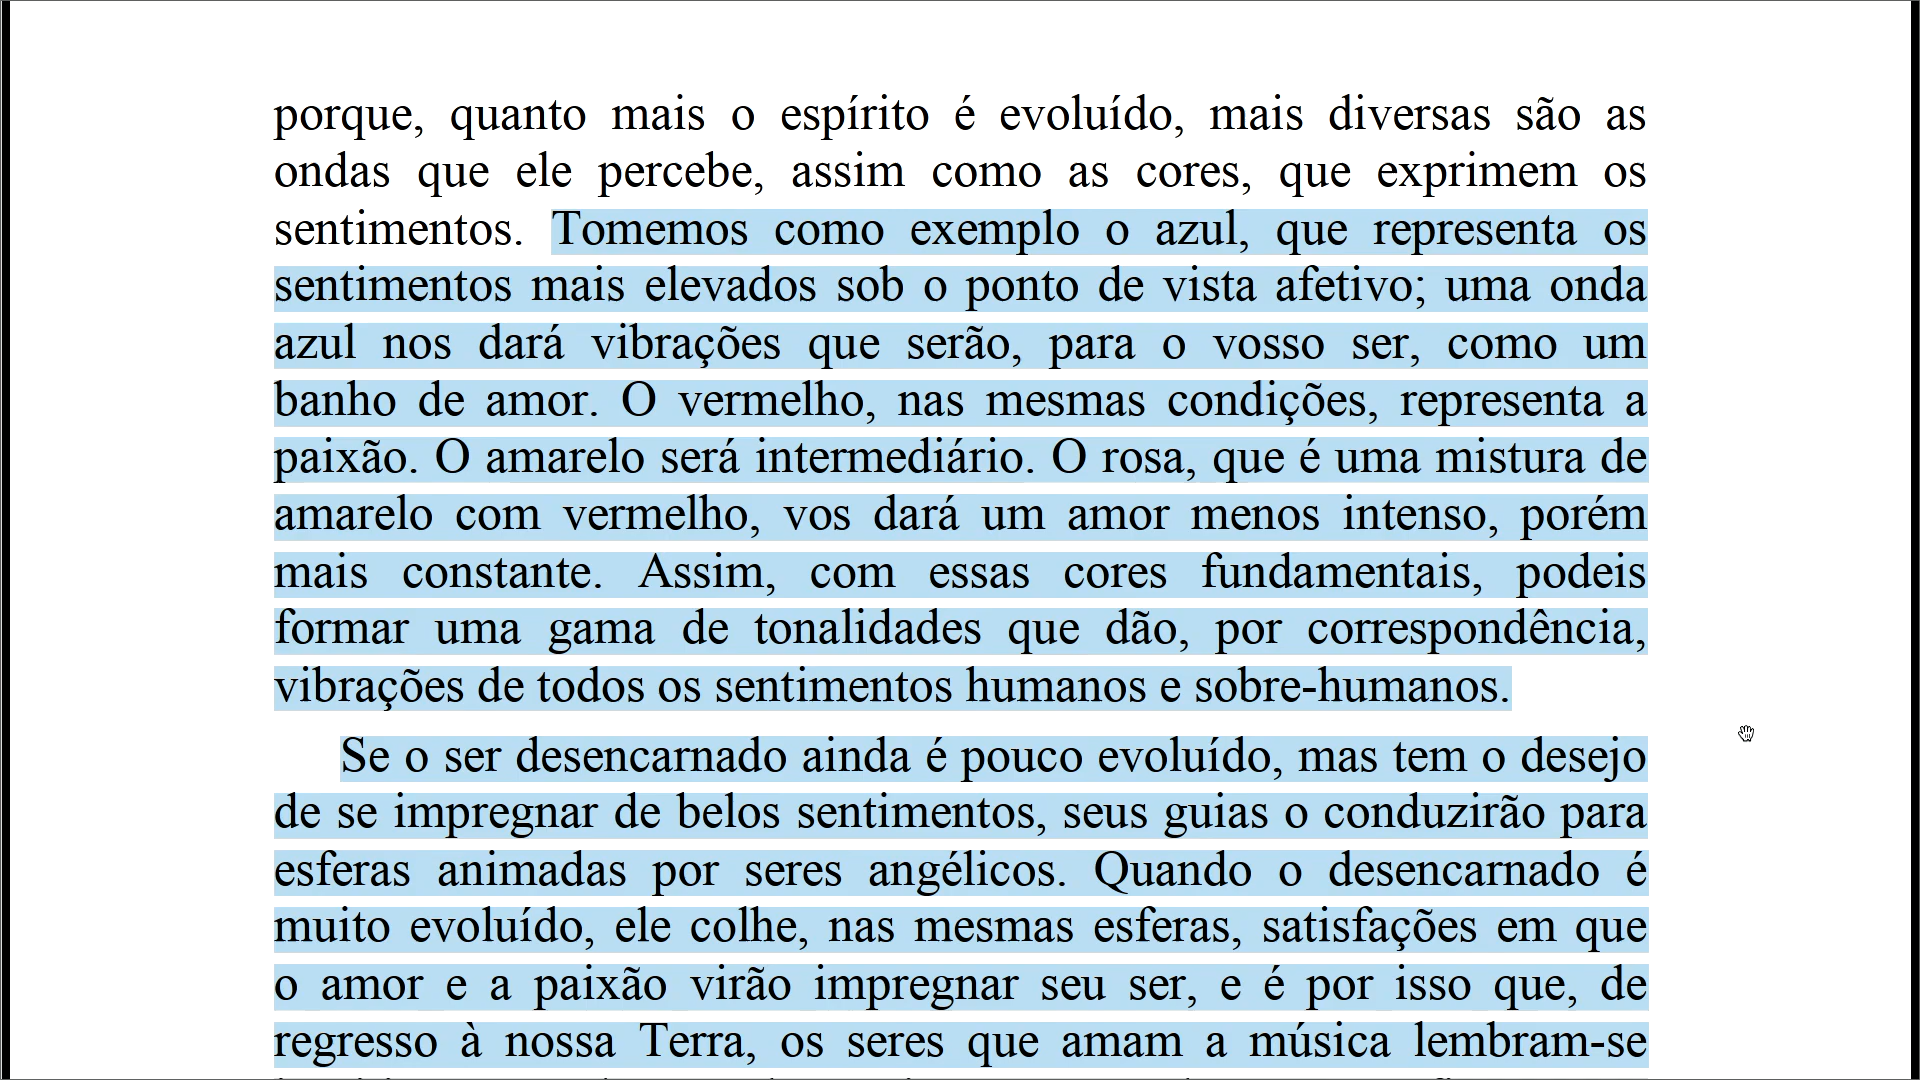 porque, quanto mais o espírito é evoluído, mais diversas são as
ondas que ele percebe, assim como as cores, que exprimem os
sentimentos. Tomemos como exemplo o azul, que representa os
sentimentos mais elevados sob o ponto de vista afetivo; uma onda
azul nos dará vibrações que serão, para o vosso ser, como um
banho de amor. O vermelho, nas mesmas condições, representa a
paixão. O amarelo será intermediário. O rosa, que é uma mistura de
amarelo com vermelho, vos dará um amor menos intenso, porém
mais constante. Assim, com essas cores fundamentais, podeis
formar uma gama de tonalidades que dão, por correspondência,
vibrações de todos os sentimentos humanos e sobre-humanos.
Se o ser desencarnado ainda é pouco evoluído, mas tem o desejo
de se impregnar de belos sentimentos, seus guias o conduzirão para
esferas animadas por seres angélicos. Quando o desencarnado é
muito evoluído, ele colhe, nas mesmas esferas, satisfações em que
o amor e a paixão virão impregnar seu ser, e é por isso que, de
regresso à nossa Terra, os seres que amam a música lembram-se